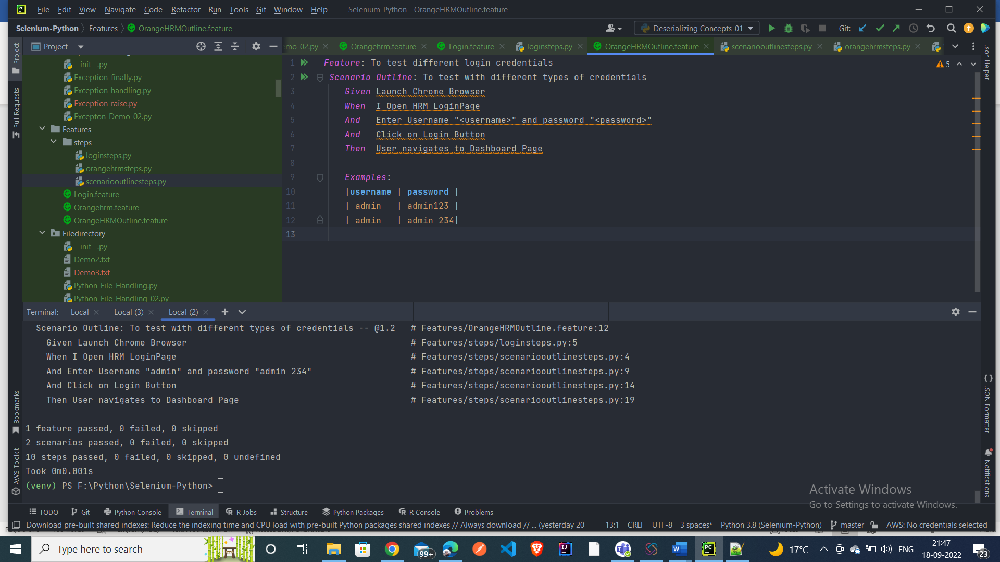 File Edit View Navigate Code Refactor Run Tools Git Window Help Selenium-Python - OrangeHRMOutline.feature
Selenium-Python Features OrangeHRMOutline.feature Deserializing Concepts_01 Git:
Project mo_02.py Orangehrm.feature Login.feature loginsteps.py OrangeHRMOutline.feature scenariooutlinesteps.py orangehrmsteps.py
Project
Pull Requests
Bookmarks
AWS Toolkit
__init__.py
Exception_finally.py
Exception_handling.py
Exception_raise.py
Excepton_Demo_02.py
Features
steps
loginsteps.py
orangehrmsteps.py
scenariooutlinesteps.py
Login.feature
Orangehrm.feature
OrangeHRMOutline.feature
Filedirectory
__init__.py
Demo2.txt
Demo3.txt
Python_File_Handling.py
Python_File_Handling_02.py
1 Feature: To test different login credentials
2 Scenario Outline: To test with different types of credentials
3 Given Launch Chrome Browser
4 When I Open HRM LoginPage
5 And Enter Username "<username>" and password "<password>"
6 And Click on Login Button
7 Then User navigates to Dashboard Page
8
9 Examples:
10 |username | password |
11 | admin | admin123 |
12 | admin | admin 234|
13
5
Json Helper
JSON Formatter
Notifications
Terminal: Local Local (3) Local (2)
Scenario Outline: To test with different types of credentials -- @1.2 # Features/OrangeHRMOutline.feature:12
Given Launch Chrome Browser # Features/steps/loginsteps.py:5
When I Open HRM LoginPage # Features/steps/scenariooutlinesteps.py:4
And Enter Username "admin" and password "admin 234" # Features/steps/scenariooutlinesteps.py:9
And Click on Login Button # Features/steps/scenariooutlinesteps.py:14
Then User navigates to Dashboard Page # Features/steps/scenariooutlinesteps.py:19
1 feature passed, 0 failed, 0 skipped
2 scenarios passed, 0 failed, 0 skipped
10 steps passed, 0 failed, 0 skipped, 0 undefined
Took 0m0.001s
(venv) PS F:\Python\Selenium-Python>
Activate Windows
Go to Settings to activate Windows.
TODO Git Python Console Terminal R Jobs Structure Python Packages R Console Problems
Download pre-built shared indexes: Reduce the indexing time and CPU load with pre-built Python packages shared indexes // Always download // ... (yesterday 20 13:1 CRLF UTF-8 3 spaces* Python 3.8 (Selenium-Python) master AWS: No credentials selected
Type here to search 99+ 17°C ENG 21:47
18-09-2022 23